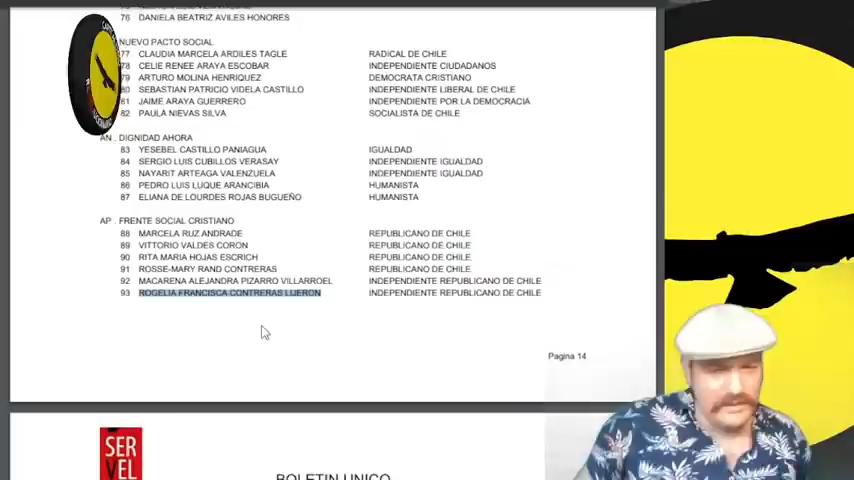 76 DANIELA BEATRIZ AVILES HONORES
NUEVO PACTO SOCIAL
77 CLAUDIA MARCELA ARDILES TAGLE RADICAL DE CHILE
78 CELIE RENEE ARAYA ESCOBAR INDEPENDIENTE CIUDADANOS
79 ARTURO MOLINA HENRIQUEZ DEMOCRATA CRISTIANO
80 SEBASTIAN PATRICIO VIDELA CASTILLO INDEPENDIENTE LIBERAL DE CHILE
81 JAIME ARAYA GUERRERO INDEPENDIENTE POR LA DEMOCRACIA
82 PAULA NIEVAS SILVA SOCIALISTA DE CHILE
AN . DIGNIDAD AHORA
83 YESEBEL CASTILLO PANIAGUA IGUALDAD
84 SERGIO LUIS CUBILLOS VERASAY INDEPENDIENTE IGUALDAD
85 NAYARIT ARTEAGA VALENZUELA INDEPENDIENTE IGUALDAD
86 PEDRO LUIS LUQUE ARANCIBIA HUMANISTA
87 ELIANA DE LOURDES ROJAS BUGUEÑO HUMANISTA
AP . FRENTE SOCIAL CRISTIANO
88 MARCELA RUZ ANDRADE REPUBLICANO DE CHILE
89 VITTORIO VALDES CORON REPUBLICANO DE CHILE
90 RITA MARIA HOJAS ESCRICH REPUBLICANO DE CHILE
91 ROSSE-MARY RAND CONTRERAS REPUBLICANO DE CHILE
92 MACARENA ALEJANDRA PIZARRO VILLARROEL INDEPENDIENTE REPUBLICANO DE CHILE
93 ROGELIA FRANCISCA CONTRERAS LIJERON INDEPENDIENTE REPUBLICANO DE CHILE
Pagina 14
SER
VEL
BOLETIN UNICO